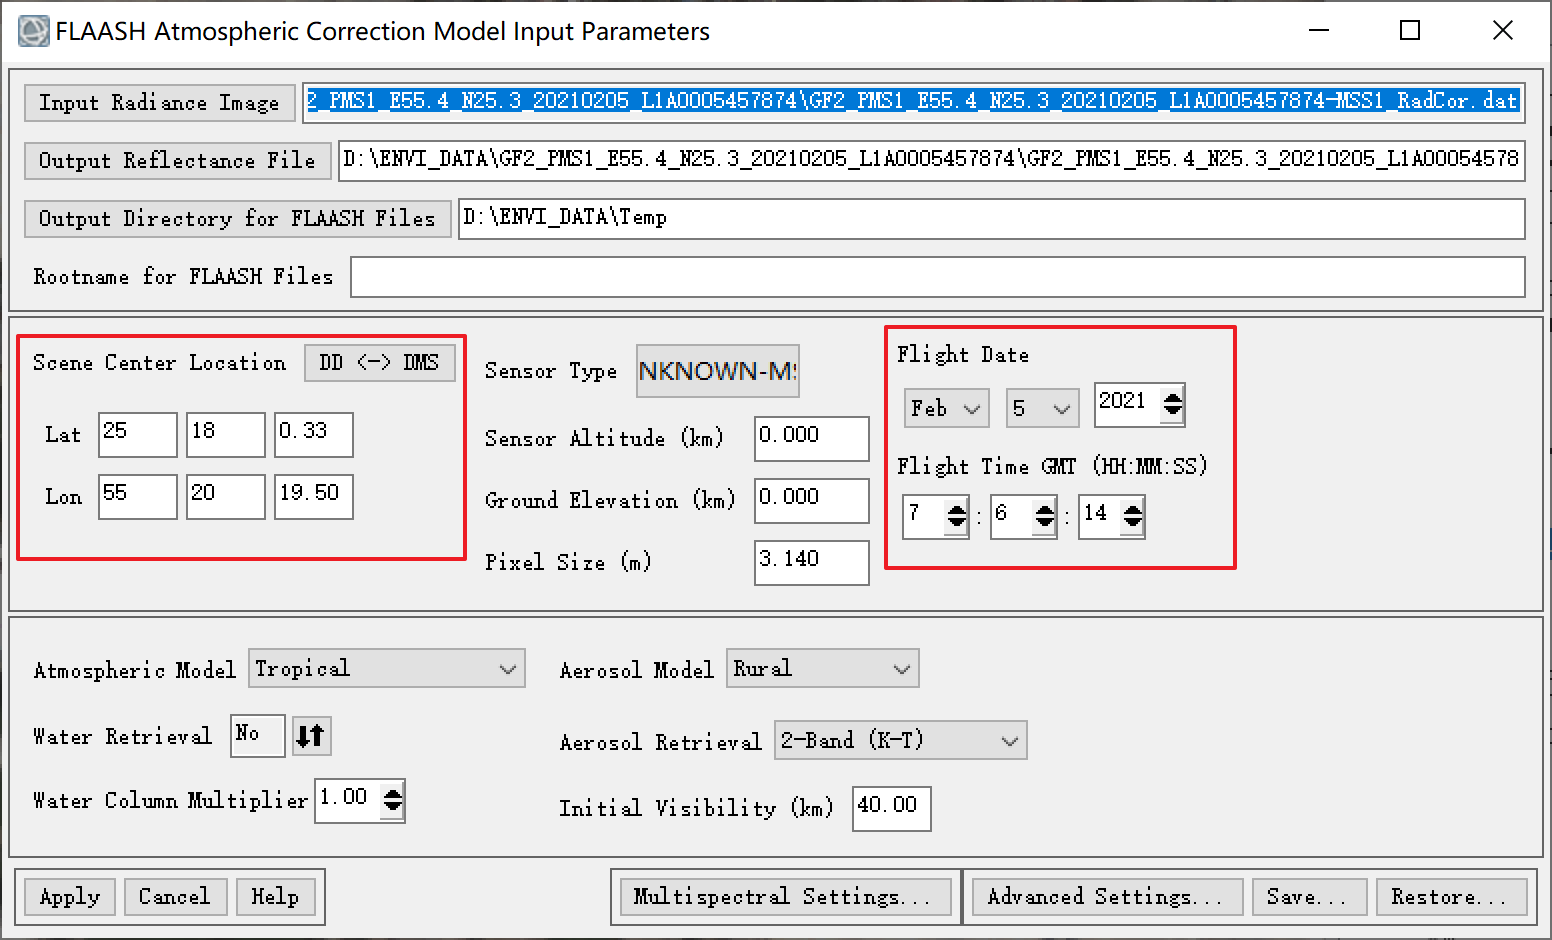 FLAASH Atmospheric Correction Model Input Parameters
Input Radiance Image 2_PMS1_E55.4_N25.3_20210205_L1A0005457874\GF2_PMS1_E55.4_N25.3_20210205_L1A0005457874-MSS1_RadCor.dat
Output Reflectance File D:\ENVI_DATA\GF2_PMS1_E55.4_N25.3_20210205_L1A0005457874\GF2_PMS1_E55.4_N25.3_20210205_L1A00054578
Output Directory for FLAASH Files D:\ENVI_DATA\Temp
Rootname for FLAASH Files
Scene Center Location DD <-> DMS
Lat 25 18 0.33
Lon 55 20 19.50
Sensor Type NKNOWN-MS
Sensor Altitude (km) 0.000
Ground Elevation (km) 0.000
Pixel Size (m) 3.140
Flight Date
Feb 5 2021
Flight Time GMT (HH:MM:SS)
7 : 6 : 14
Atmospheric Model Tropical
Water Retrieval No
Water Column Multiplier 1.00
Aerosol Model Rural
Aerosol Retrieval 2-Band (K-T)
Initial Visibility (km) 40.00
Apply Cancel Help Multispectral Settings... Advanced Settings... Save... Restore...